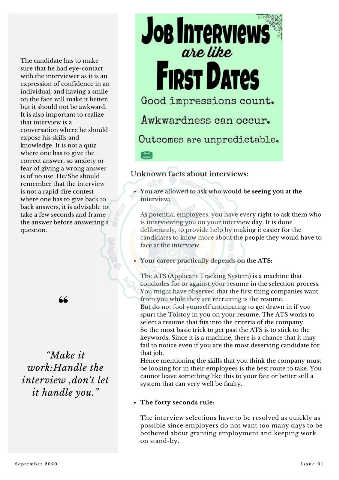 The candidate has to make
sure that he had eye-contact
with the interviewer as it is an
expression of confidence in an
individual, and having a smile
on the face will make it better,
but it should not be awkward.
It is also important to realize
that interview is a
conversation where he should
expose his skills and
knowledge. It is not a quiz
where one has to give the
correct answer, so anxiety or
fear of giving a wrong answer
is of no use. He/She should
remember that the interview
is not a rapid-fire contest
where one has to give back to
back answers, it is advisable to
take a few seconds and frame
the answer before answering a
question.
“
"Make it
work:Handle the
interview ,don't let
it handle you."
JOB INTERVIEWS
are like
FIRST DATES
Good impressions count.
Awkwardness can occur.
Outcomes are unpredictable.
Unknown facts about interviews:
• You are allowed to ask who would be seeing you at the
interview:
As potential employees, you have every right to ask them who
is interviewing you on your interview day. It is done
deliberately, to provide help by making it easier for the
candidates to know more about the people they would have to
face at the interview.
• Your career practically depends on the ATS:
The ATS (Applicant Tracking System) is a machine that
candidates for or against your resume in the selection process.
You might have observed that the first thing companies want
from you while they are recruiting is the resume.
But do not fool yourself anticipating to get drawn in if you
spurt the Tolstoy in you on your resume. The ATS works to
select a resume that fits into the criteria of the company.
So the most basic trick to get past the ATS is to stick to the
keywords. Since it is a machine, there is a chance that it may
fail to notice even if you are the most deserving candidate for
that job.
Hence mentioning the skills that you think the company must
be looking for in their employees is the best route to take. You
cannot leave something like this to your fate or better still a
system that can very well be faulty.
• The forty seconds rule:
The interview selections have to be resolved as quickly as
possible since employers do not want too many days to be
bothered about granting employment and keeping work
on stand-by.
September 2020